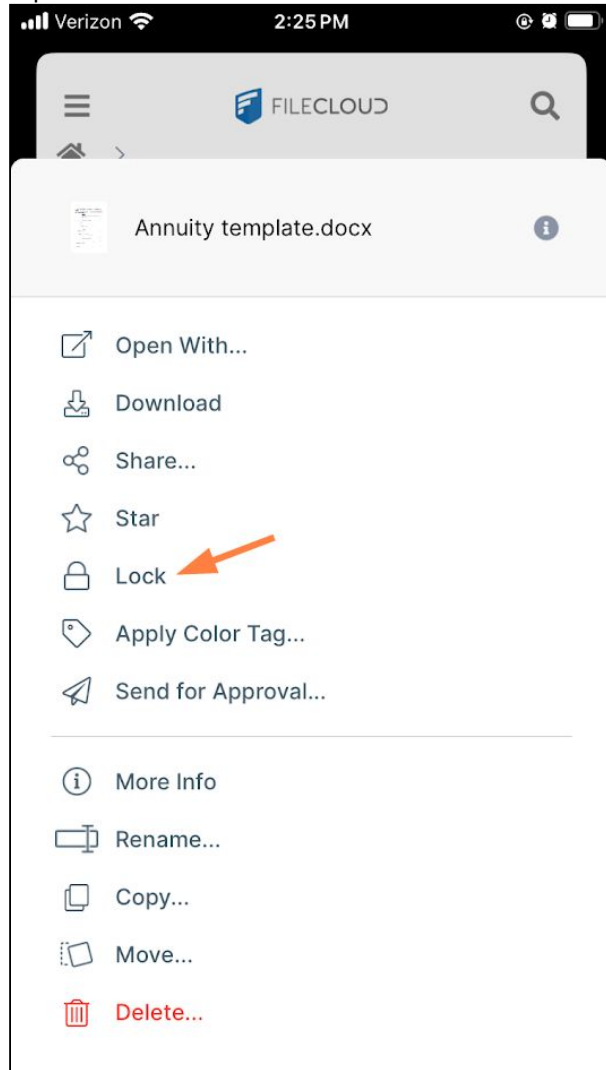 Verizon 2:25 PM
FILECLOUD
Annuity template.docx
Open With...
Download
Share...
Star
Lock
Apply Color Tag...
Send for Approval...
More Info
Rename...
Copy...
Move...
Delete...